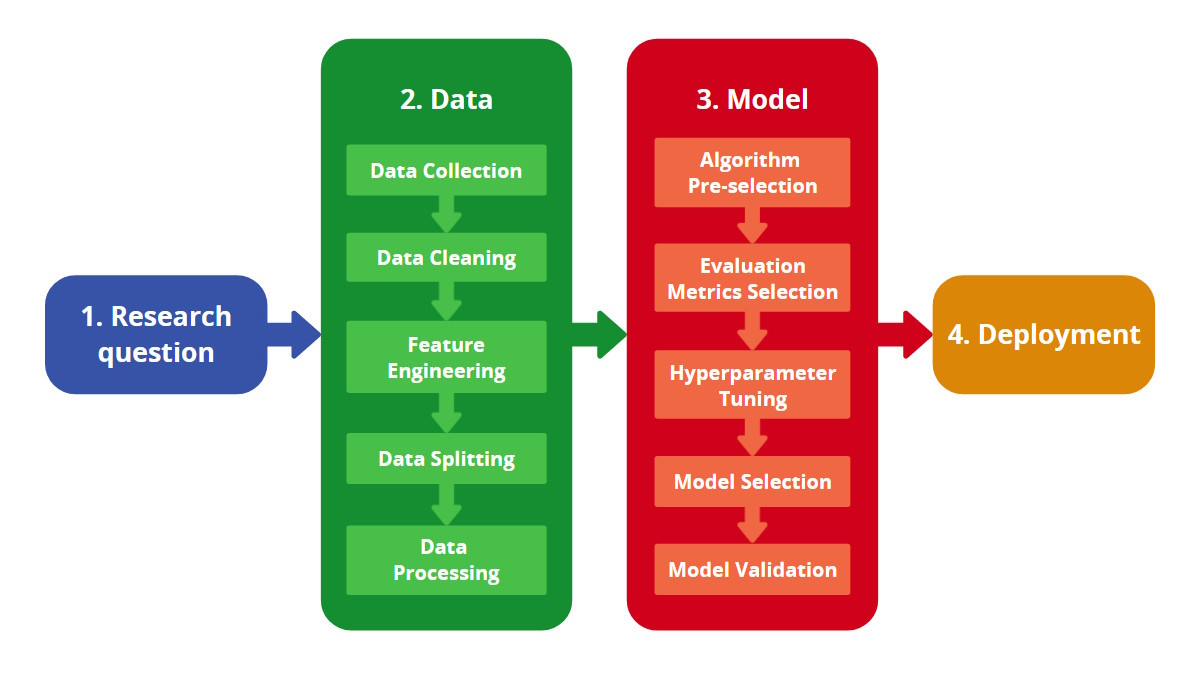 1. Research
question
2. Data
Data Collection
Data Cleaning
Feature
Engineering
Data Splitting
Data
Processing
3. Model
Algorithm
Pre-selection
Evaluation
Metrics Selection
Hyperparameter
Tuning
Model Selection
Model Validation
4. Deployment